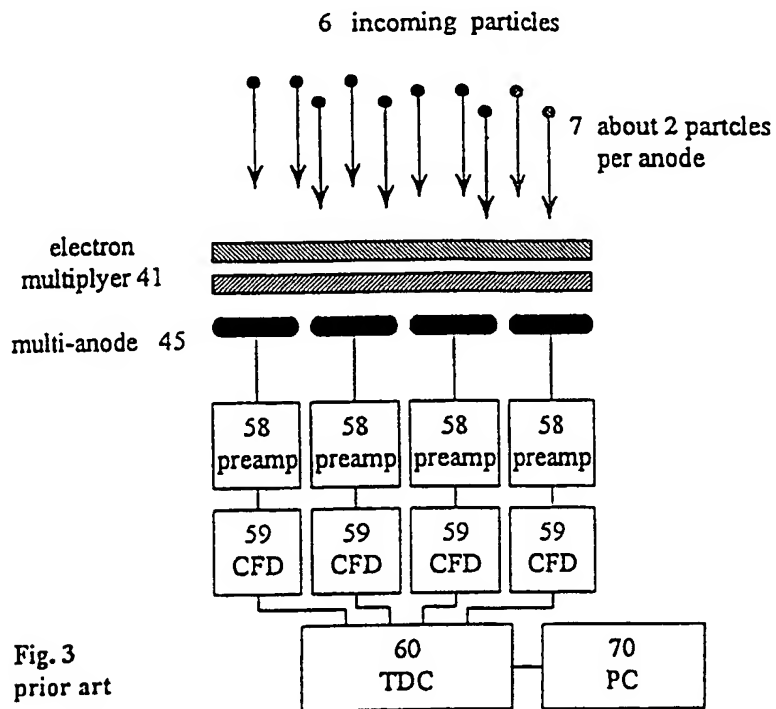 6 incoming particles
7 about 2 partcles
per anode
electron
multiplyer 41
multi-anode 45
58 58 58 58
preamp preamp preamp preamp
59 59 59 59
CFD CFD CFD CFD
60 70
TDC PC
Fig. 3
prior art